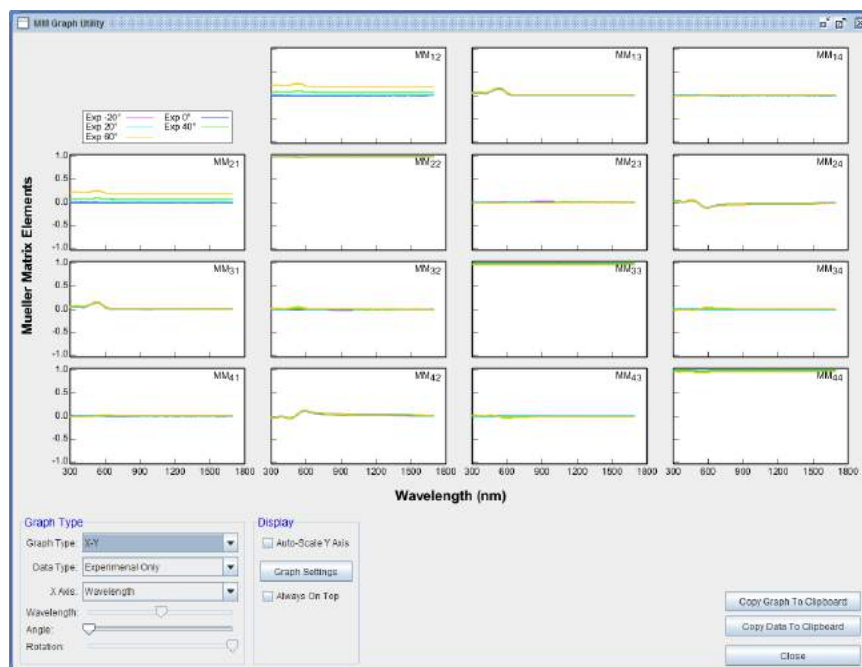 MM Graph Utility
MM12
MM13
MM14
Exp -20° Exp 0°
Exp 20° Exp 40°
Exp 60°
Mueller Matrix Elements
1.0
0.5
0.0
-0.5
-1.0
MM21
MM22
MM23
MM24
1.0
0.5
0.0
-0.5
-1.0
MM31
MM32
MM33
MM34
1.0
0.5
0.0
-0.5
-1.0
MM41
MM42
MM43
MM44
300 600 900 1200 1500 1800 300 600 900 1200 1500 1800 300 600 900 1200 1500 1800 300 600 900 1200 1500 1800
Wavelength (nm)
Graph Type
Graph Type: X-Y
Data Type: Experimenal Only
X Axis: Wavelength
Wavelength:
Angle:
Rotation:
Display
Auto-Scale Y Axis
Graph Settings
Always On Top
Copy Graph To Clipboard
Copy Data To Clipboard
Close